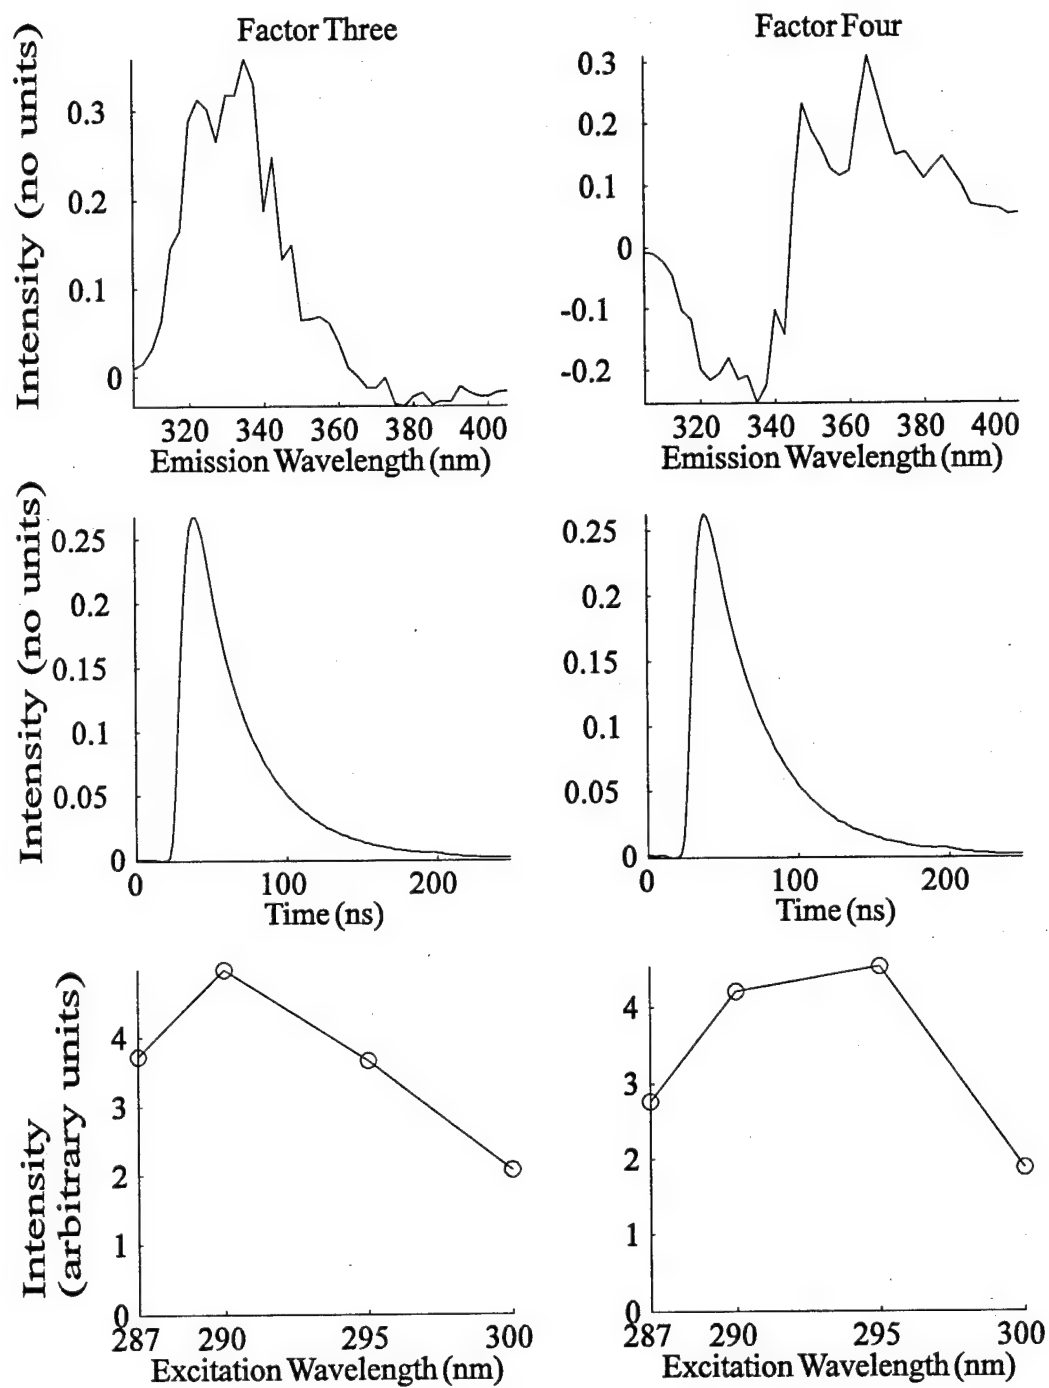 Factor Three
Intensity (no units)
0.3
0.2
0.1
0
320 340 360 380 400
Emission Wavelength (nm)
Factor Four
0.3
0.2
0.1
0
-0.1
-0.2
320 340 360 380 400
Emission Wavelength (nm)
Intensity (no units)
0.25
0.2
0.15
0.1
0.05
0
0 100 200
Time (ns)
0.25
0.2
0.15
0.1
0.05
0
0 100 200
Time (ns)
Intensity
(arbitrary units)
4
3
2
1
0
287 290 295 300
Excitation Wavelength (nm)
4
3
2
1
0
287 290 295 300
Excitation Wavelength (nm)